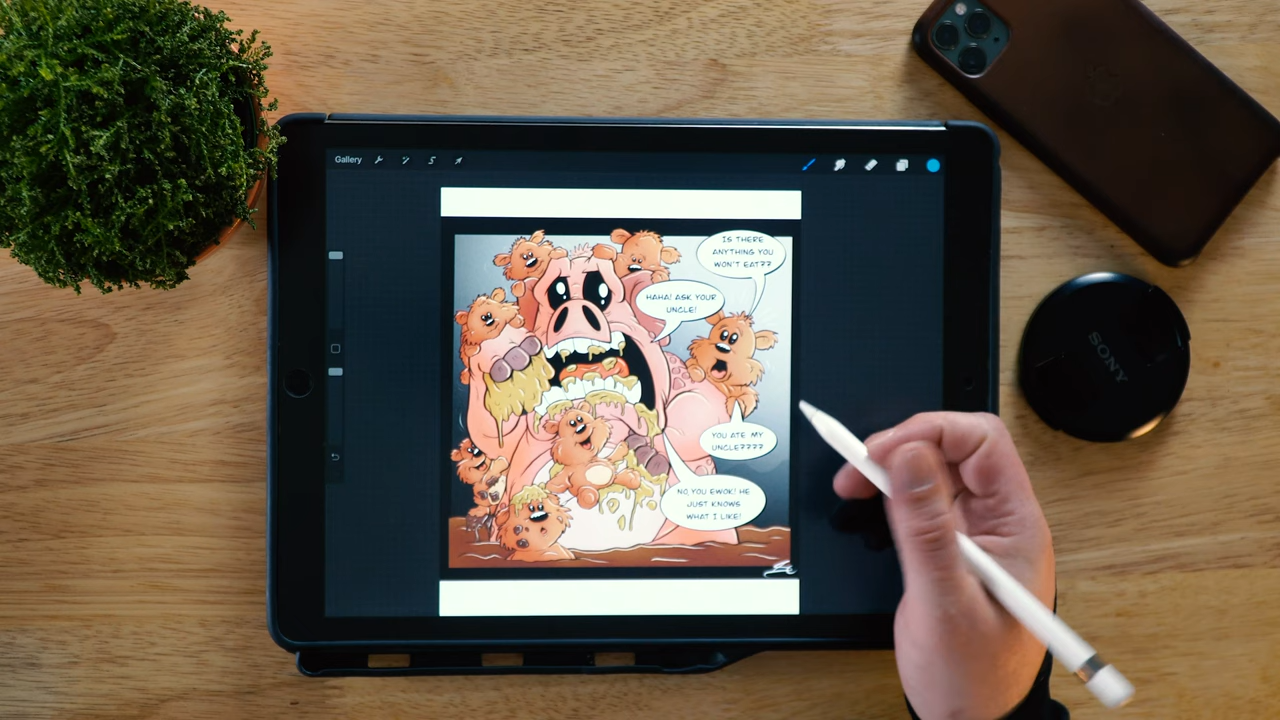 Gallery
IS THERE
ANYTHING YOU
WON'T EAT??
HAHA! ASK YOUR
UNCLE!
YOU ATE MY
UNCLE????
NO, YOU EWOK! HE
JUST KNOWS
WHAT I LIKE!
SONY